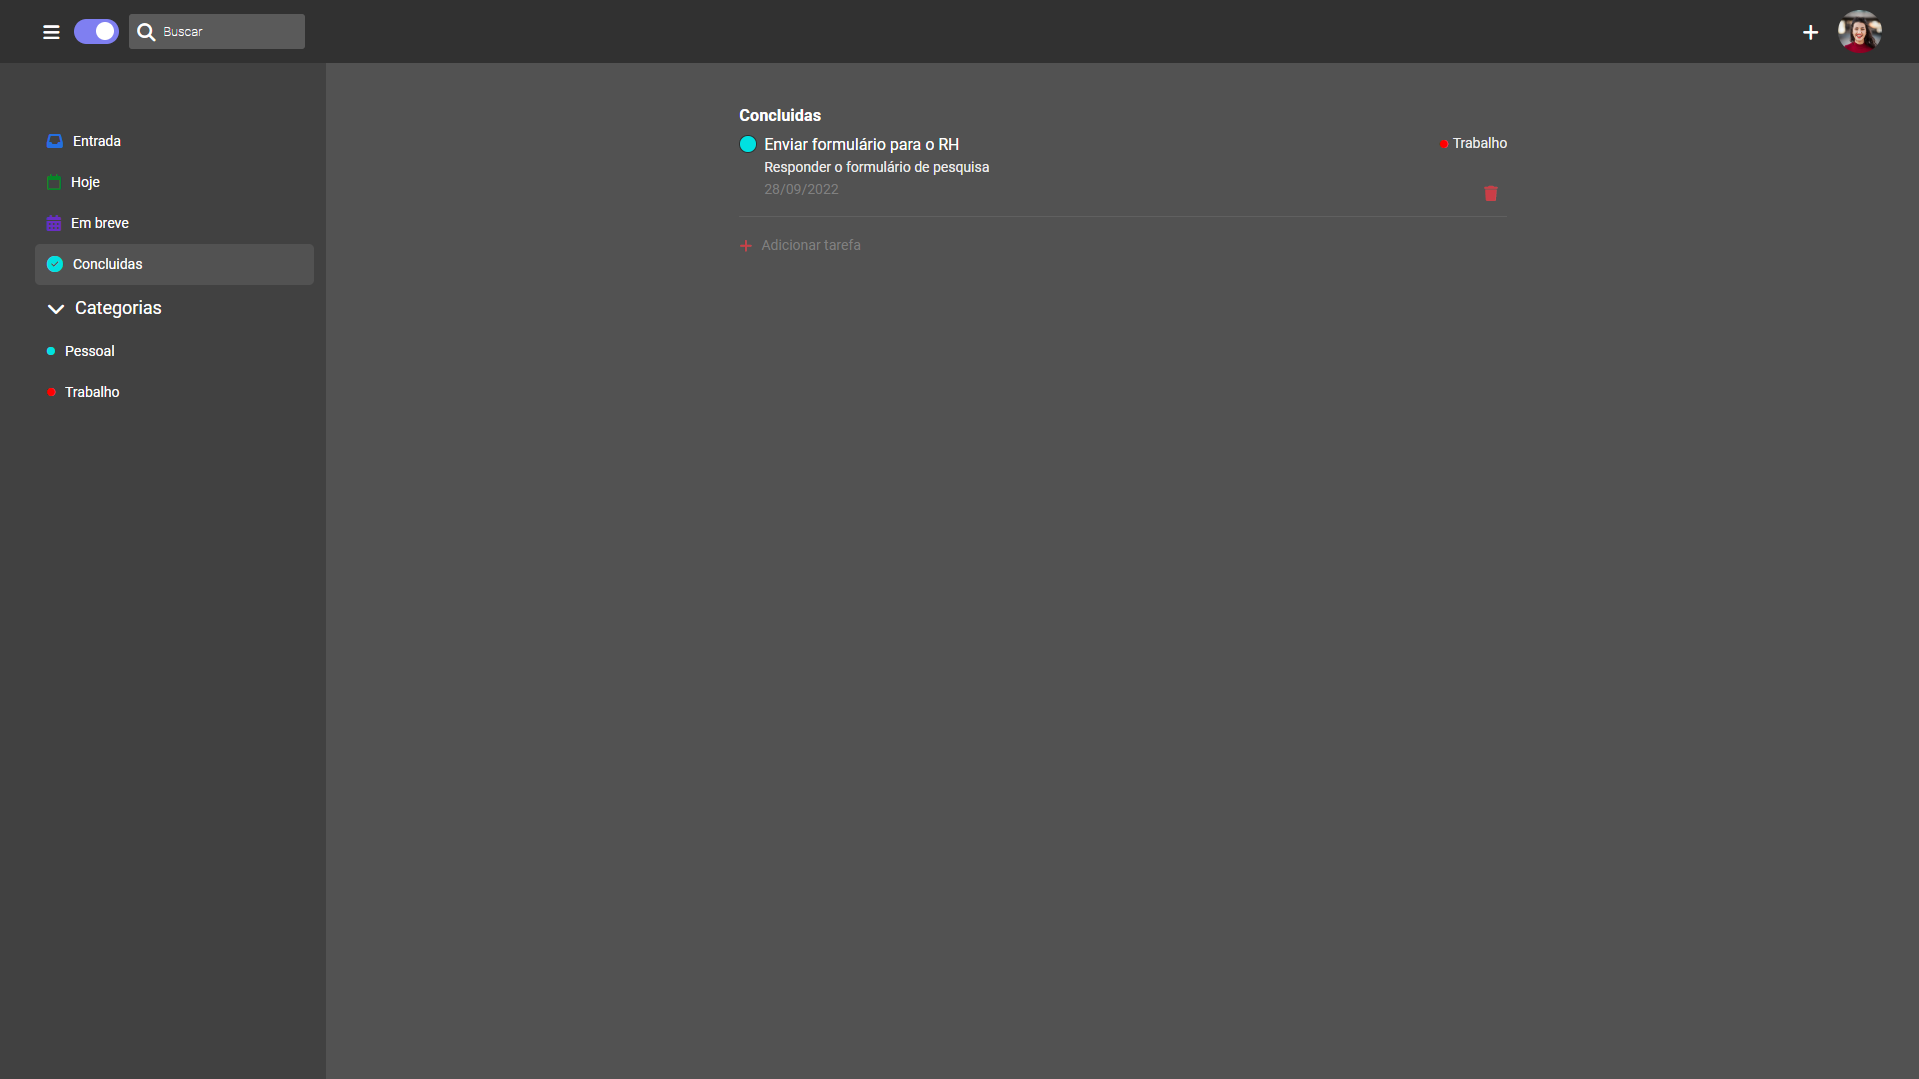 Buscar
Entrada
Hoje
Em breve
Concluidas
Categorias
Pessoal
Trabalho
Concluidas
Enviar formulário para o RH
Trabalho
Responder o formulário de pesquisa
28/09/2022
Adicionar tarefa